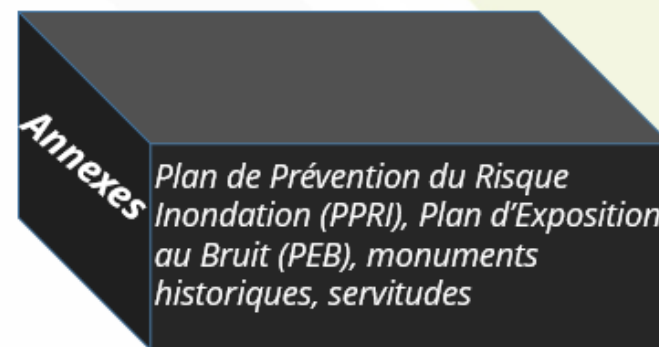 Annexes
Plan de Prévention du Risque
Inondation (PPRI), Plan d’Exposition
au Bruit (PEB), monuments
historiques, servitudes